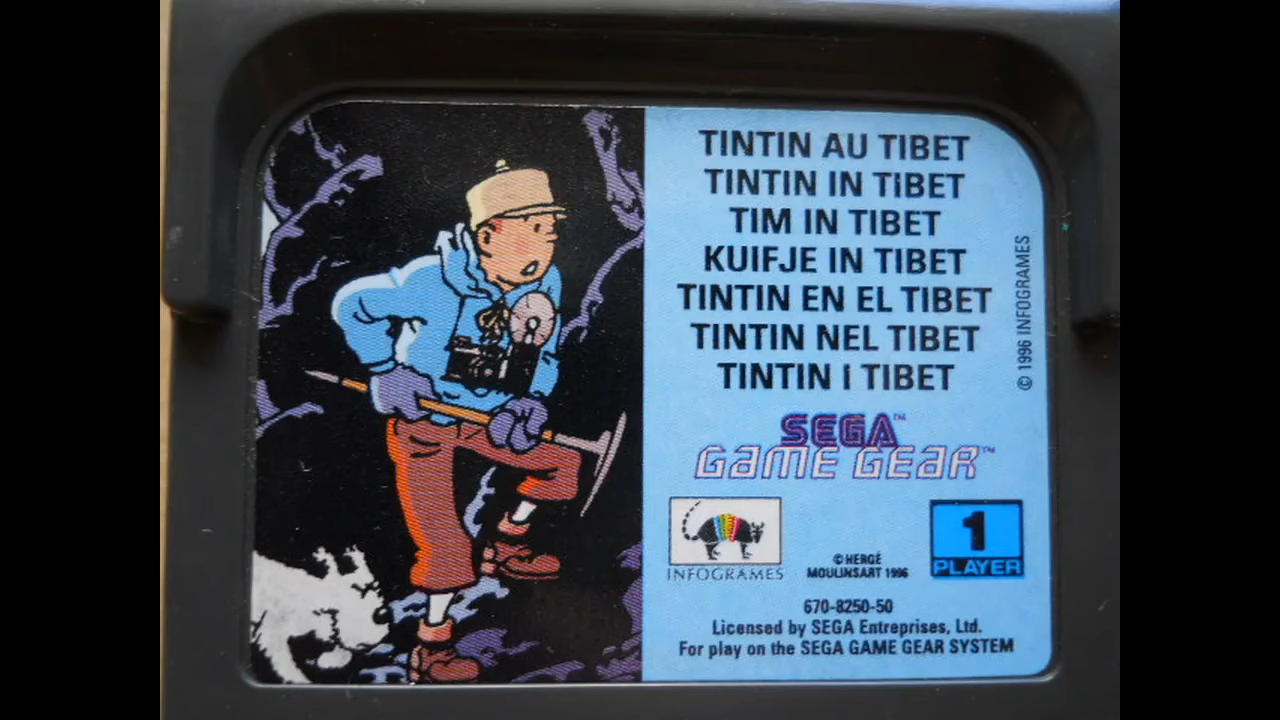 TINTIN AU TIBET
TINTIN IN TIBET
TIM IN TIBET
KUIFJE IN TIBET
TINTIN EN EL TIBET
TINTIN NEL TIBET
TINTIN I TIBET
© 1996 INFOGRAMES
SEGA™
GAME GEAR™
INFOGRAMES
© HERGÉ
MOULINSART 1996
1
PLAYER
670-8250-50
Licensed by SEGA Entreprises, Ltd.
For play on the SEGA GAME GEAR SYSTEM